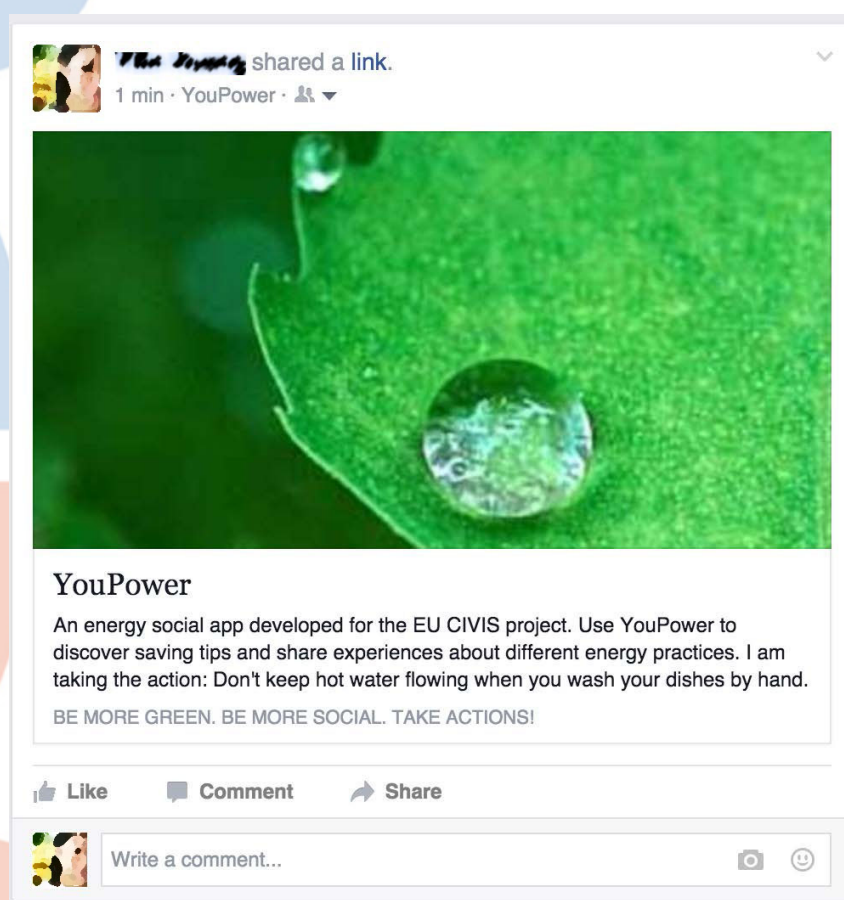 shared a link.
1 min · YouPower ·
YouPower
An energy social app developed for the EU CIVIS project. Use YouPower to
discover saving tips and share experiences about different energy practices. I am
taking the action: Don't keep hot water flowing when you wash your dishes by hand.
BE MORE GREEN. BE MORE SOCIAL. TAKE ACTIONS!
Like Comment Share
Write a comment...